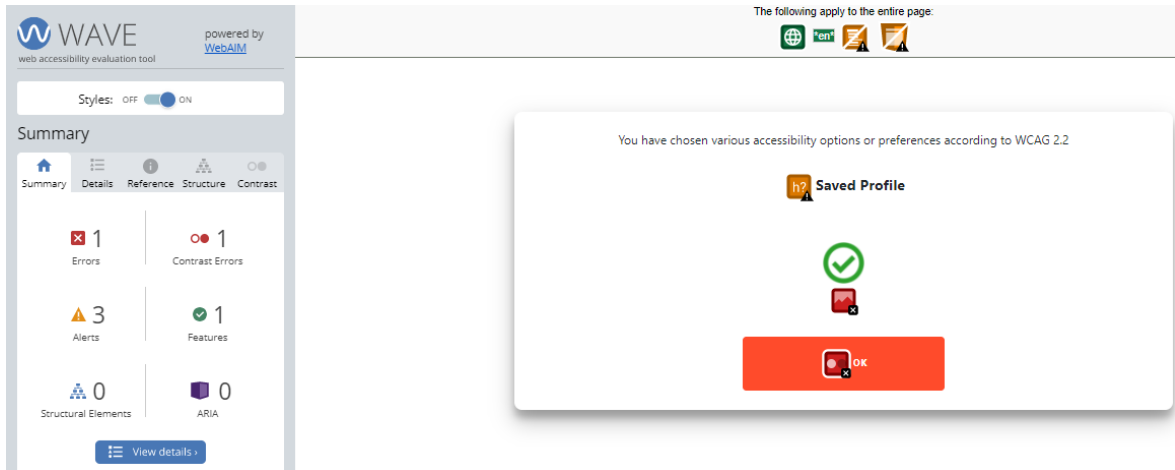 WAVE
powered by
WebAIM
web accessibility evaluation tool
Styles: OFF ON
Summary
Summary Details Reference Structure Contrast
1 1
Errors Contrast Errors
3 1
Alerts Features
0 0
Structural Elements ARIA
View details ›
The following apply to the entire page:
"en"
You have chosen various accessibility options or preferences according to WCAG 2.2
h? Saved Profile
OK